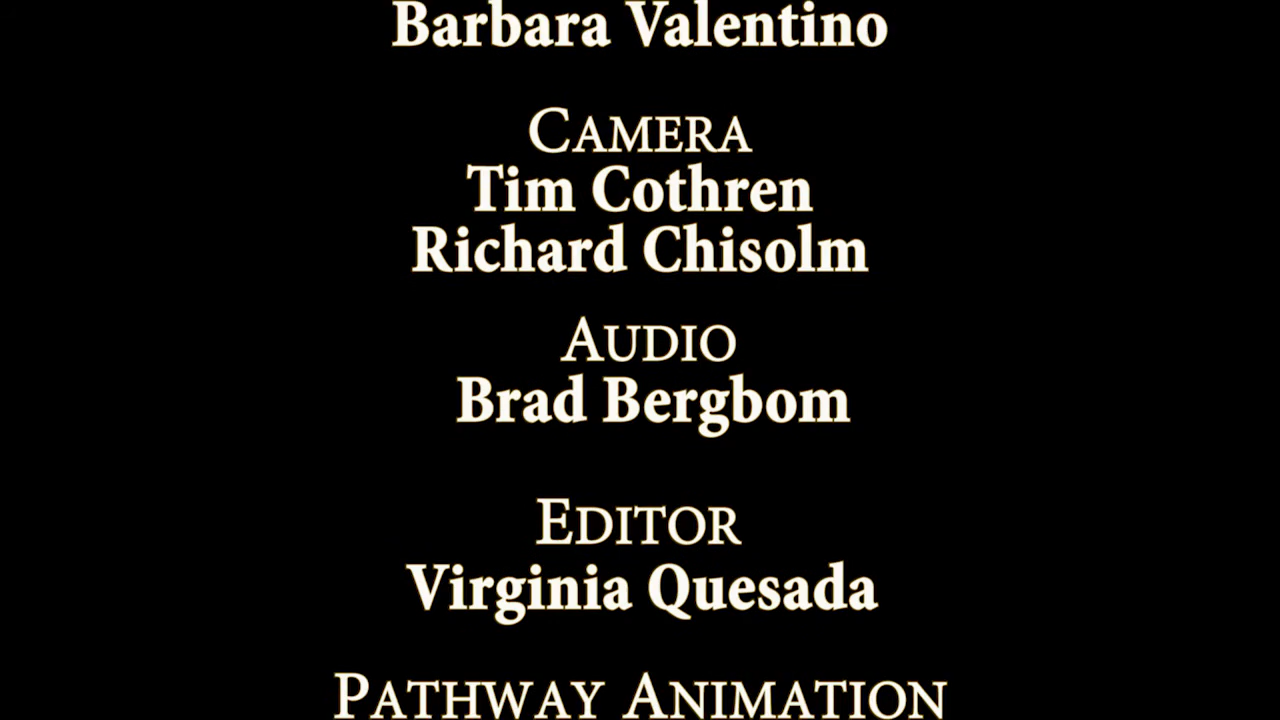 Barbara Valentino
CAMERA
Tim Cothren
Richard Chisolm
AUDIO
Brad Bergbom
EDITOR
Virginia Quesada
PATHWAY ANIMATION